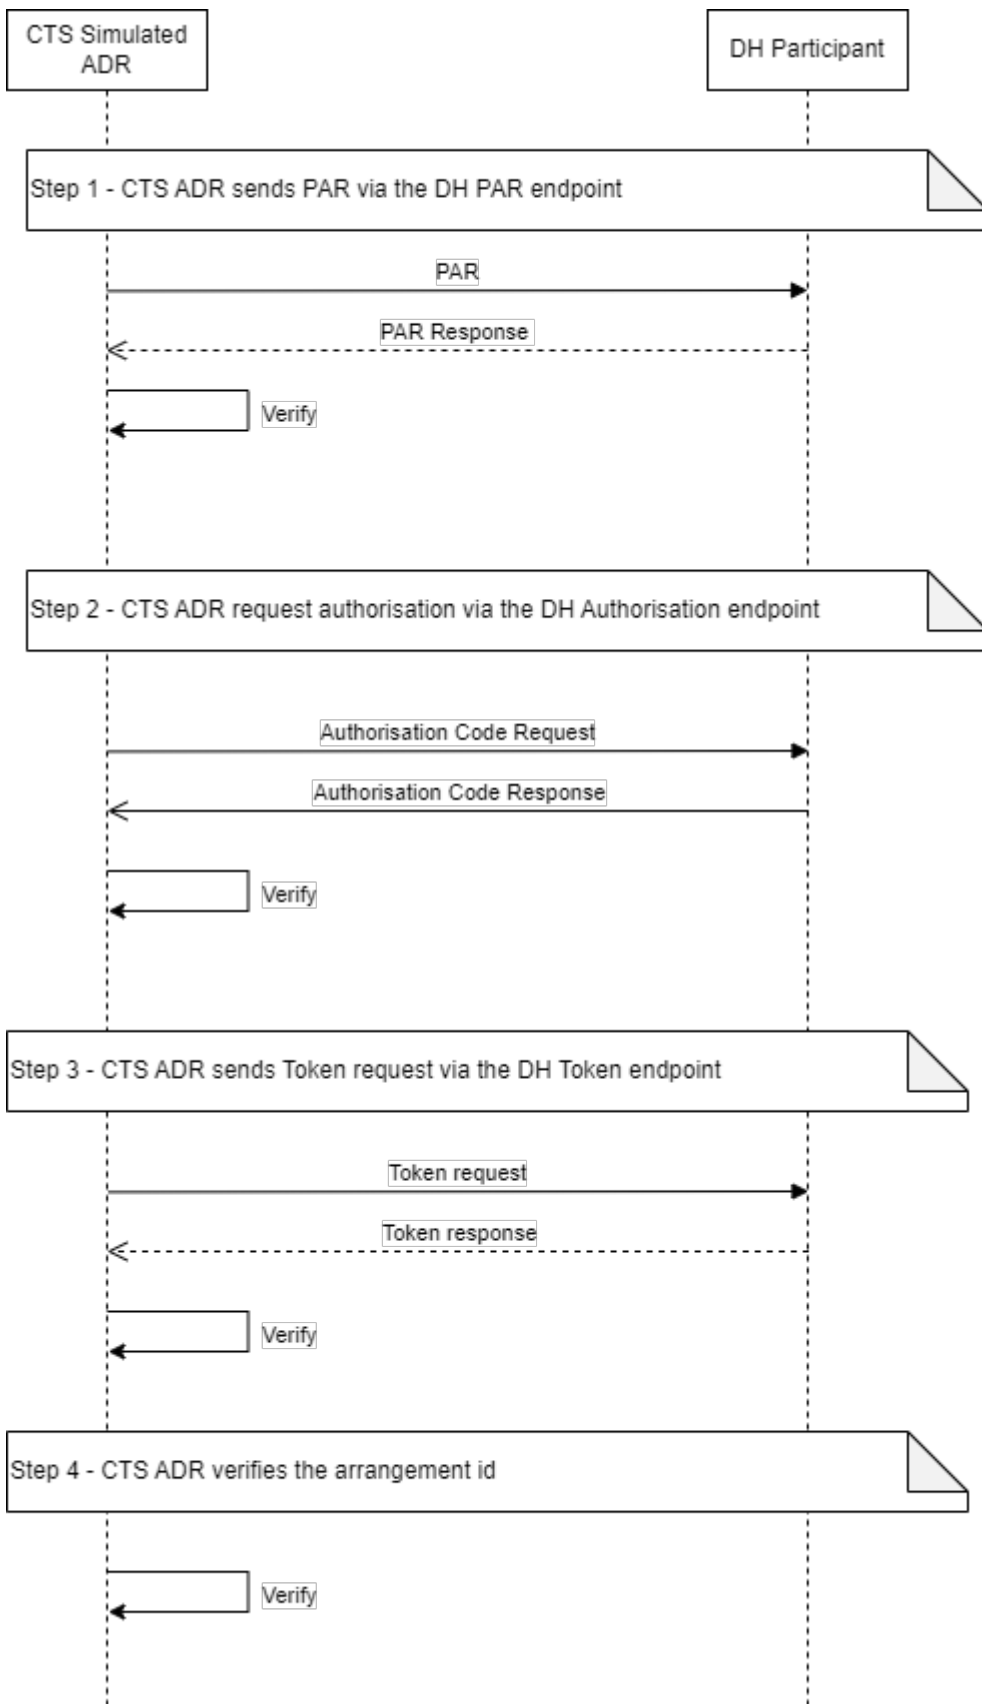 CTS Simulated
ADR
DH Participant
Step 1 - CTS ADR sends PAR via the DH PAR endpoint
PAR
PAR Response
Verify
Step 2 - CTS ADR request authorisation via the DH Authorisation endpoint
Authorisation Code Request
Authorisation Code Response
Verify
Step 3 - CTS ADR sends Token request via the DH Token endpoint
Token request
Token response
Verify
Step 4 - CTS ADR verifies the arrangement id
Verify